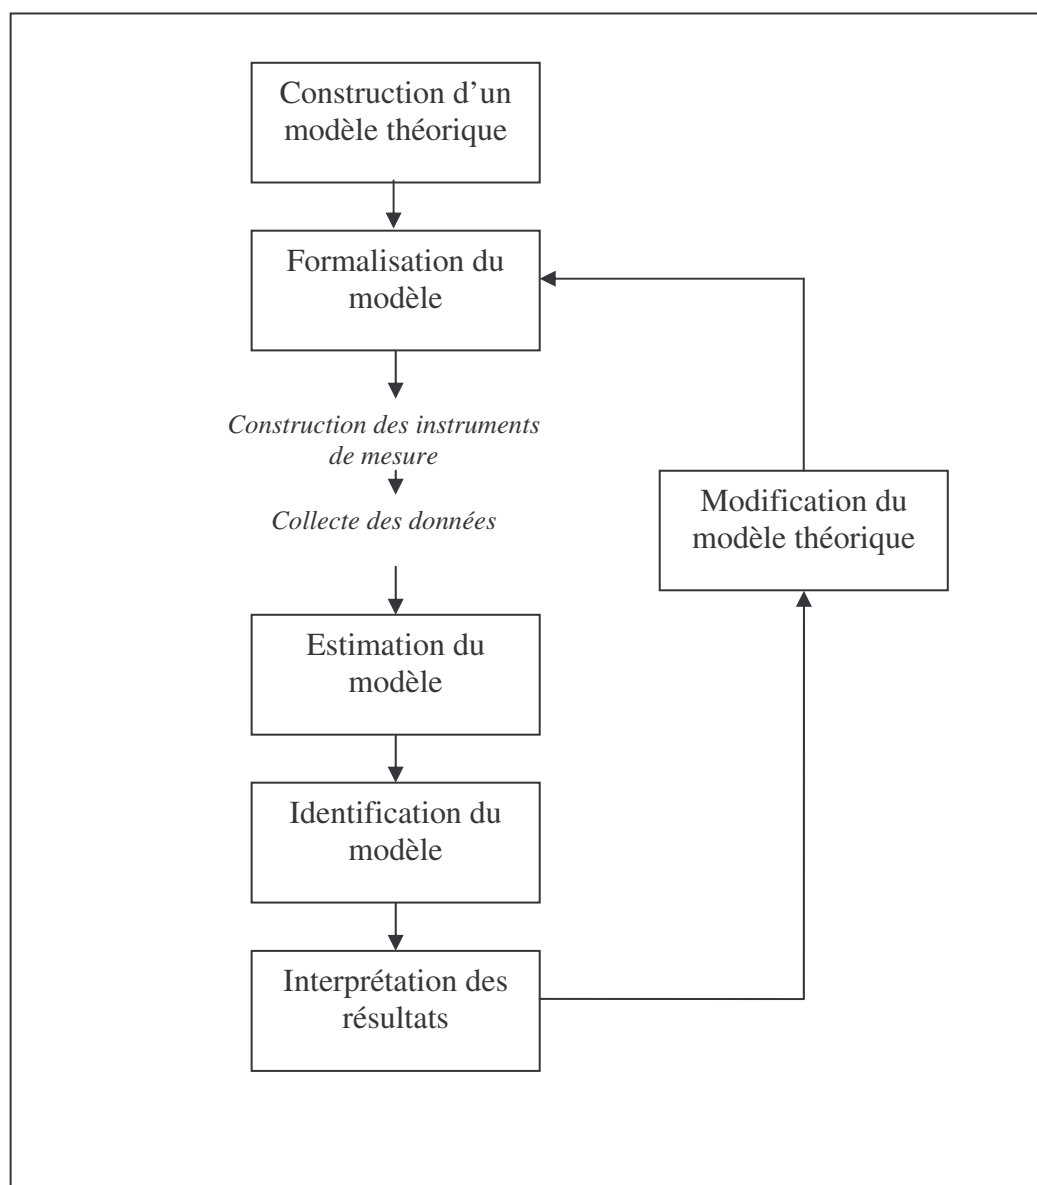 Construction d’un
modèle théorique
Formalisation du
modèle
Construction des instruments
de mesure
Collecte des données
Modification du
modèle théorique
Estimation du
modèle
Identification du
modèle
Interprétation des
résultats